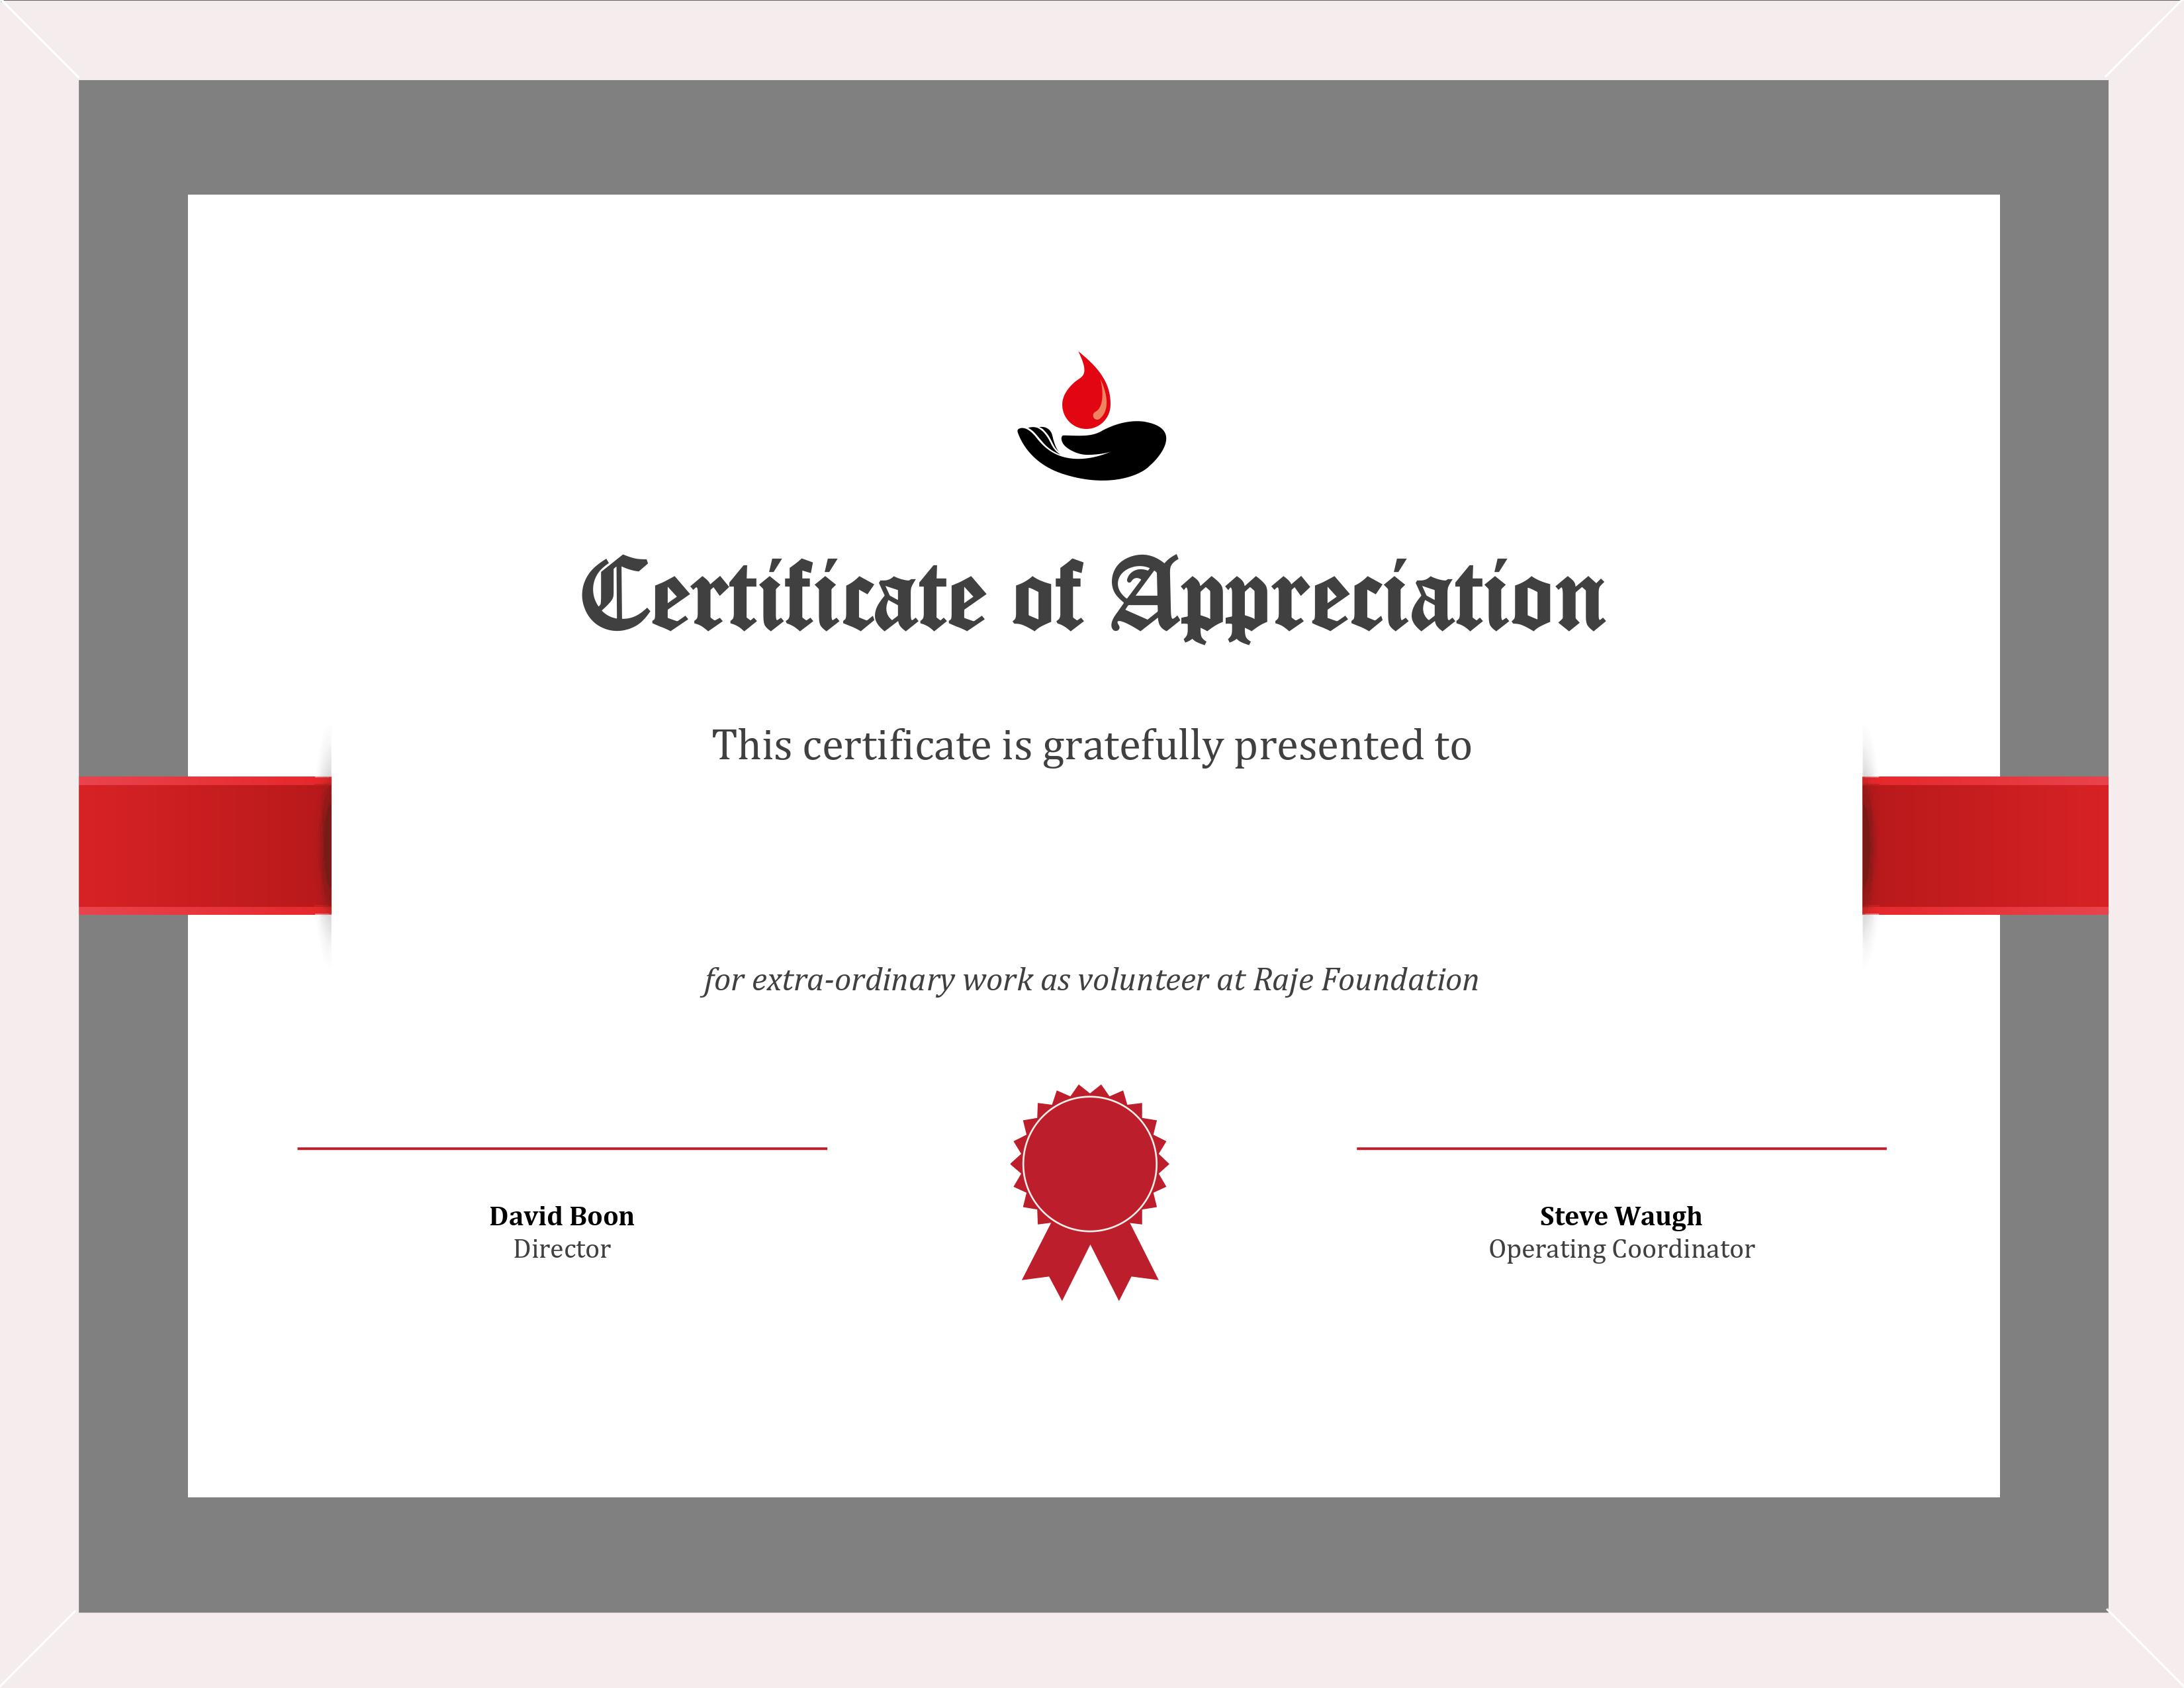 Certificate of Appreciation
This certificate is gratefully presented to
for extra-ordinary work as volunteer at Raje Foundation
David Boon
Director
Steve Waugh
Operating Coordinator